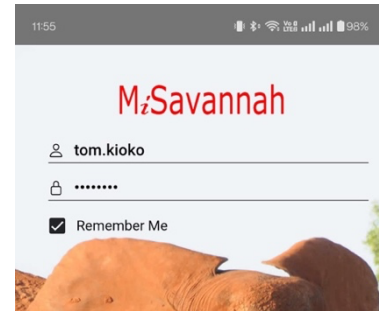 11:55 98%
MiSavannah
tom.kioko
••••••••
Remember Me